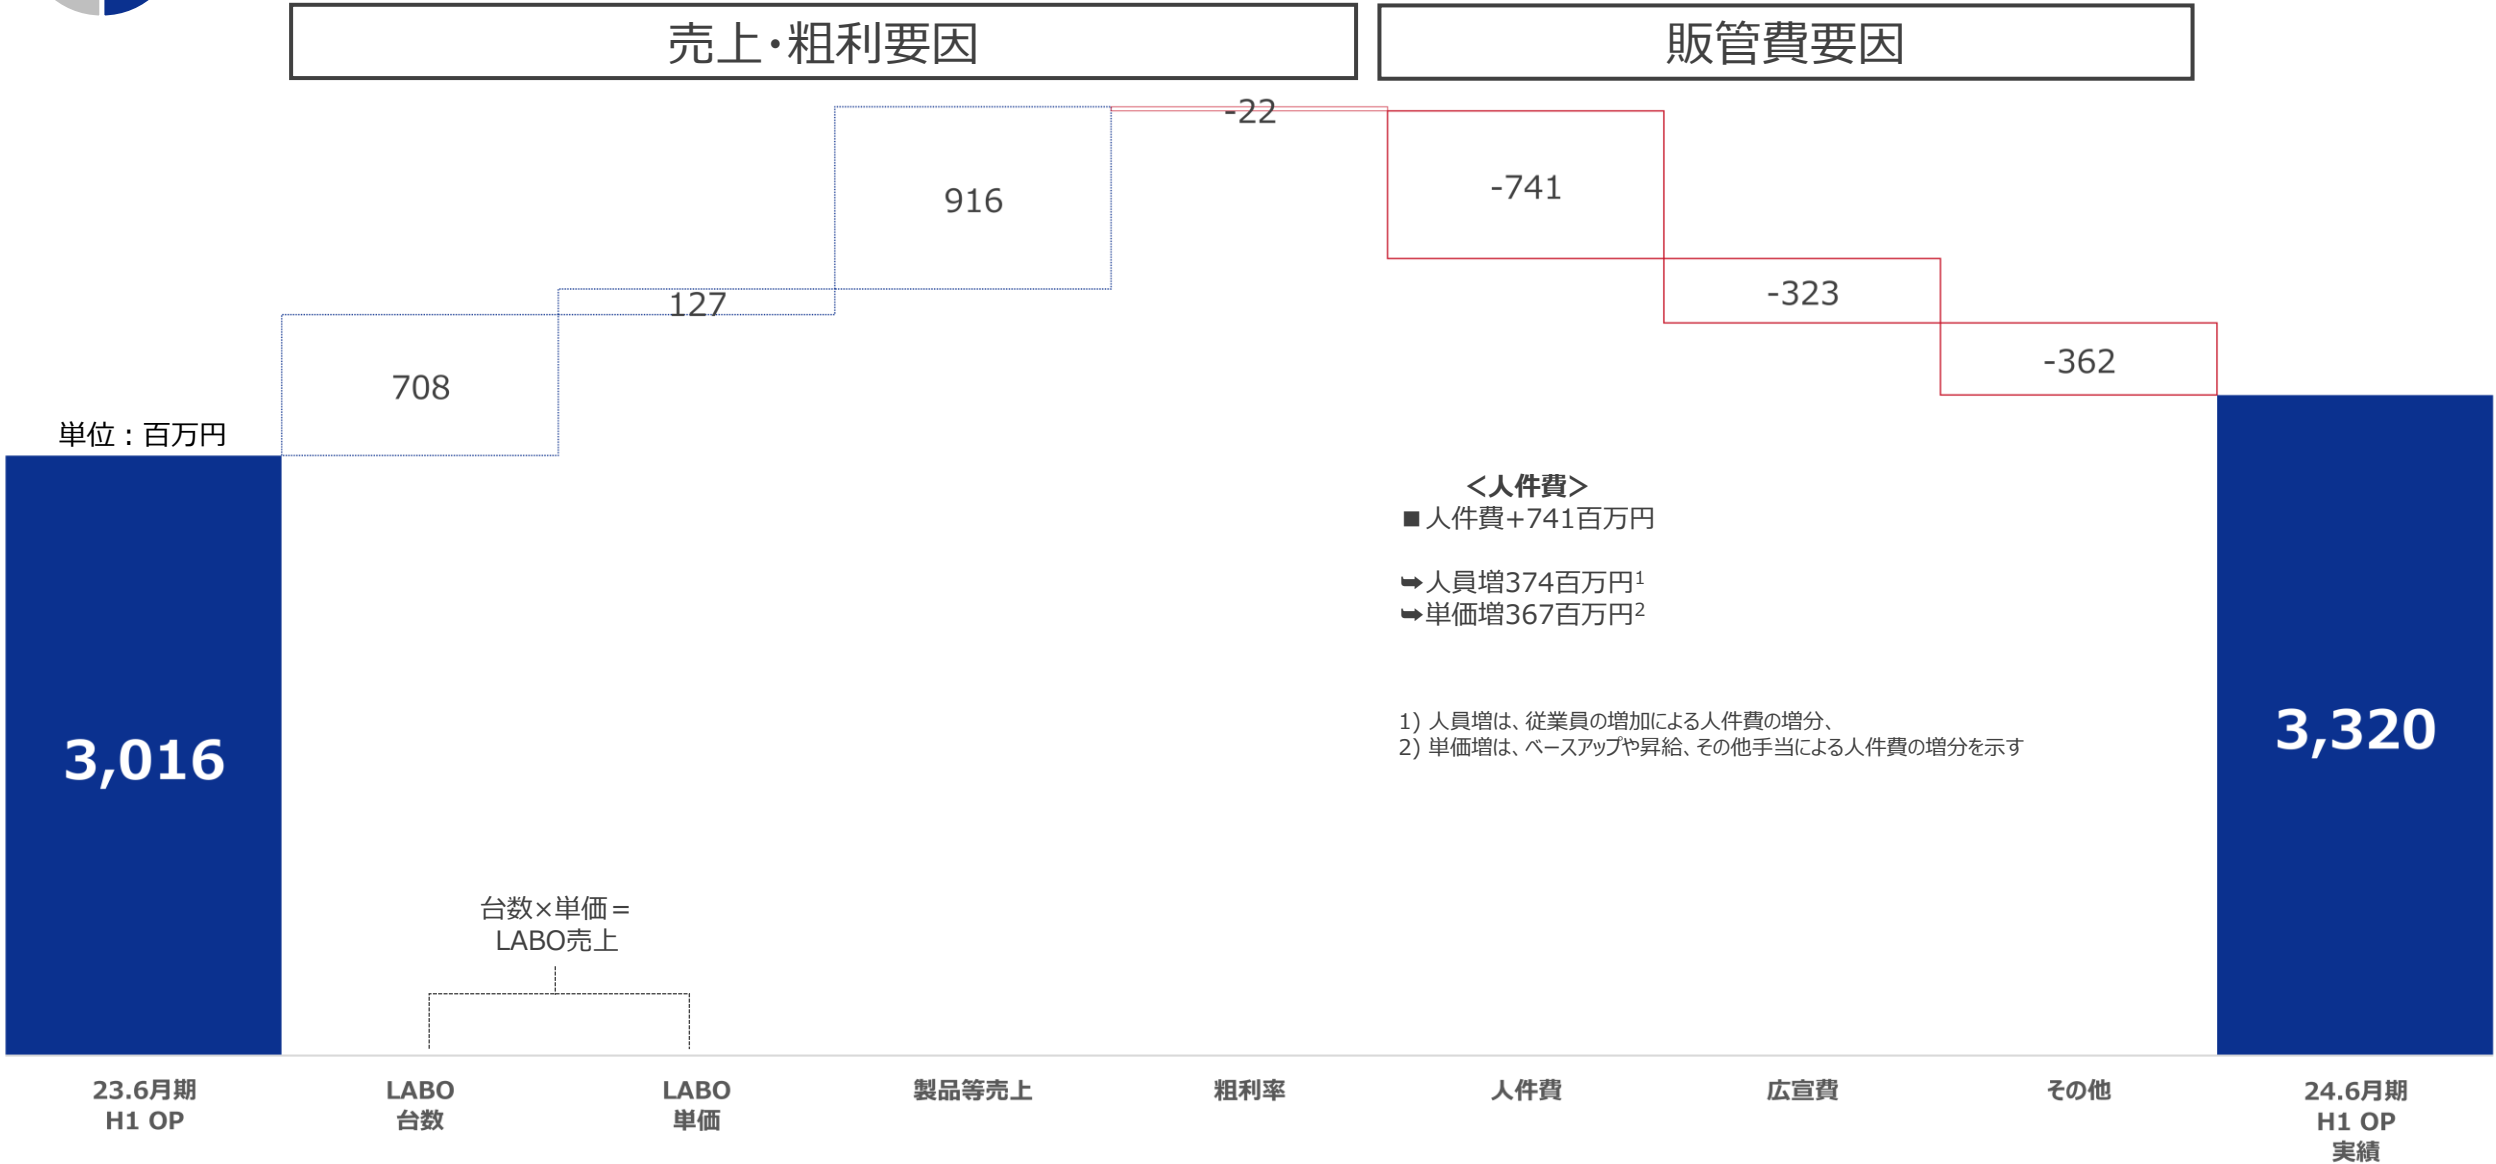 売上・粗利要因
販管費要因
-22
916
-741
127
-323
708
-362
単位：百万円
3,016
3,320
＜人件費＞
■人件費+741百万円
➥人員増374百万円1
➥単価増367百万円2
1) 人員増は、従業員の増加による人件費の増分、
2) 単価増は、ベースアップや昇給、その他手当による人件費の増分を示す
台数×単価＝
LABO売上
23.6月期
H1 OP
LABO
台数
LABO
単価
製品等売上
粗利率
人件費
広宣費
その他
24.6月期
H1 OP
実績